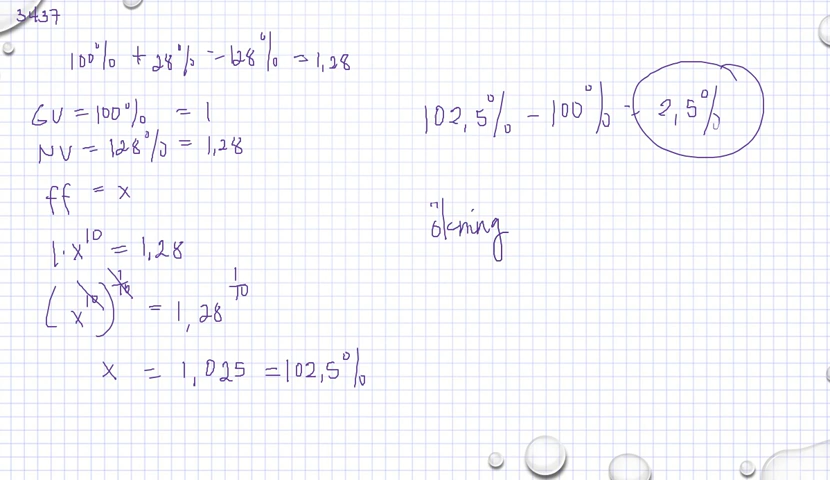 3437
100% + 28% = 128% = 1,28
GV = 100% = 1
NV = 128% = 1,28
ff = x
1·x^10 = 1,28
(x^10)^1/10 = 1,28^1/10
x = 1,025 = 102,5%
102,5% - 100% = 2,5%
ökning